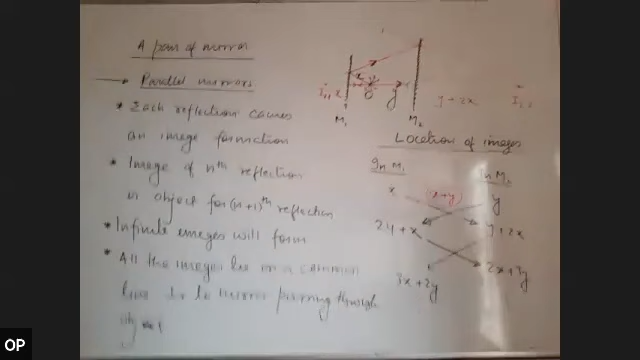 A pair of mirror
→ Parallel mirrors
* Each reflection causes
an image formation
* Image of nth reflection
is object for (n+1)th reflection
* Infinite images will form
* All the images lie on a common
line to mirror passing through
x
O
y
M1
M2
y+2x
Location of images
In M1
In M2
x
(x+y)
y
2y+x
y+2x
3x+2y
2x+3y
OP